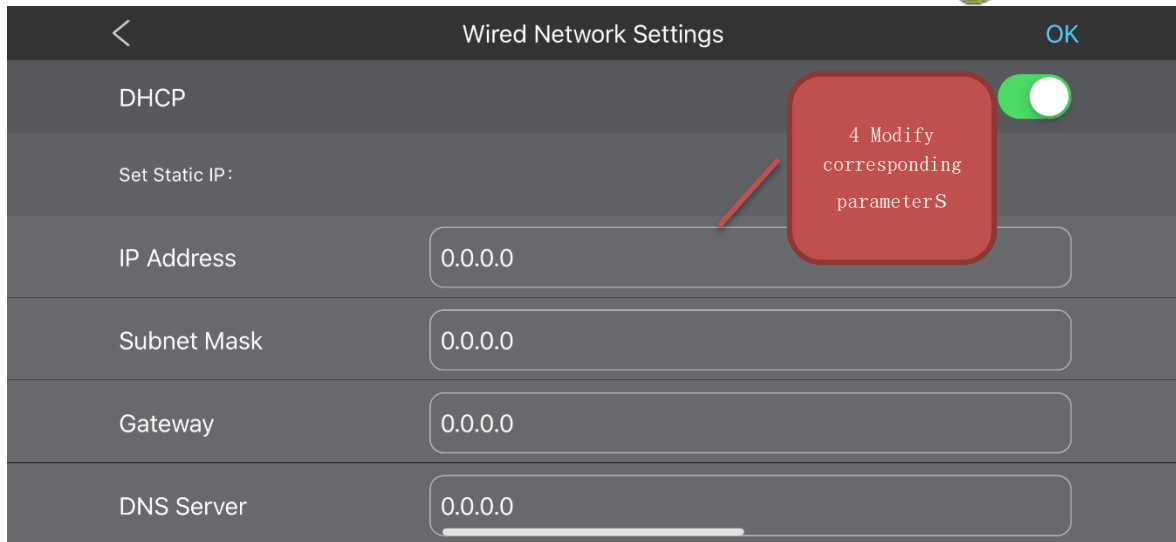 Wired Network Settings
OK
DHCP
4 Modify
corresponding
parameterS
Set Static IP:
IP Address
0.0.0.0
Subnet Mask
0.0.0.0
Gateway
0.0.0.0
DNS Server
0.0.0.0